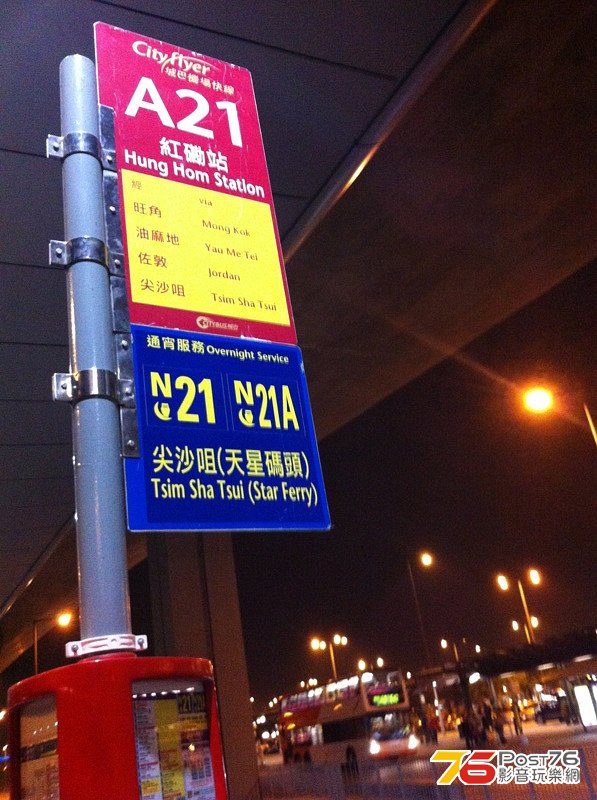 Cityflyer
城巴機場快線
A21
紅磡站
Hung Hom Station
經 via
旺角 Mong Kok
油麻地 Yau Ma Tei
佐敦 Jordan
尖沙咀 Tsim Sha Tsui
通宵服務 Overnight Service
N21 N21A
尖沙咀(天星碼頭)
Tsim Sha Tsui (Star Ferry)
76 Post76
影音玩樂網